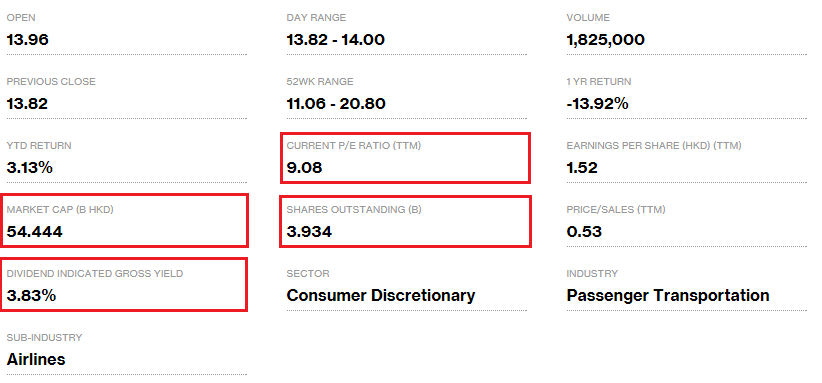 OPEN
13.96
DAY RANGE
13.82 - 14.00
VOLUME
1,825,000
PREVIOUS CLOSE
13.82
52WK RANGE
11.06 - 20.80
1 YR RETURN
-13.92%
YTD RETURN
3.13%
CURRENT P/E RATIO (TTM)
9.08
EARNINGS PER SHARE (HKD) (TTM)
1.52
MARKET CAP (B HKD)
54.444
SHARES OUTSTANDING (B)
3.934
PRICE/SALES (TTM)
0.53
DIVIDEND INDICATED GROSS YIELD
3.83%
SECTOR
Consumer Discretionary
INDUSTRY
Passenger Transportation
SUB-INDUSTRY
Airlines